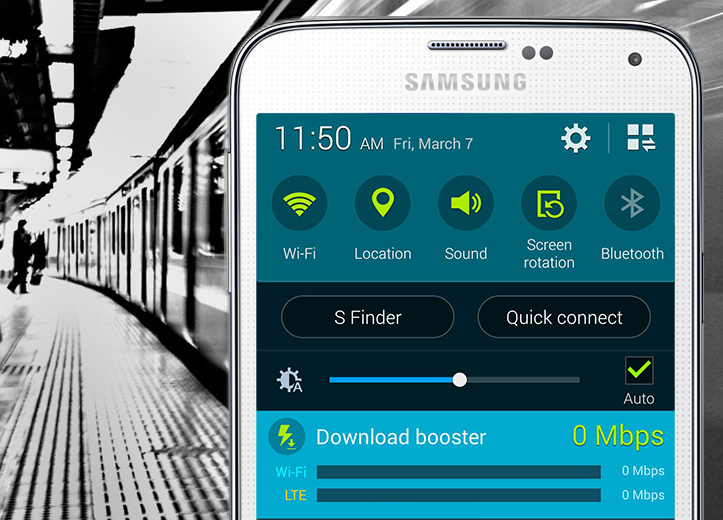 SAMSUNG
11:50 AM Fri, March 7
Wi-Fi Location Sound Screen rotation Bluetooth
S Finder Quick connect
A Auto
Download booster 0 Mbps
Wi-Fi 0 Mbps
LTE 0 Mbps